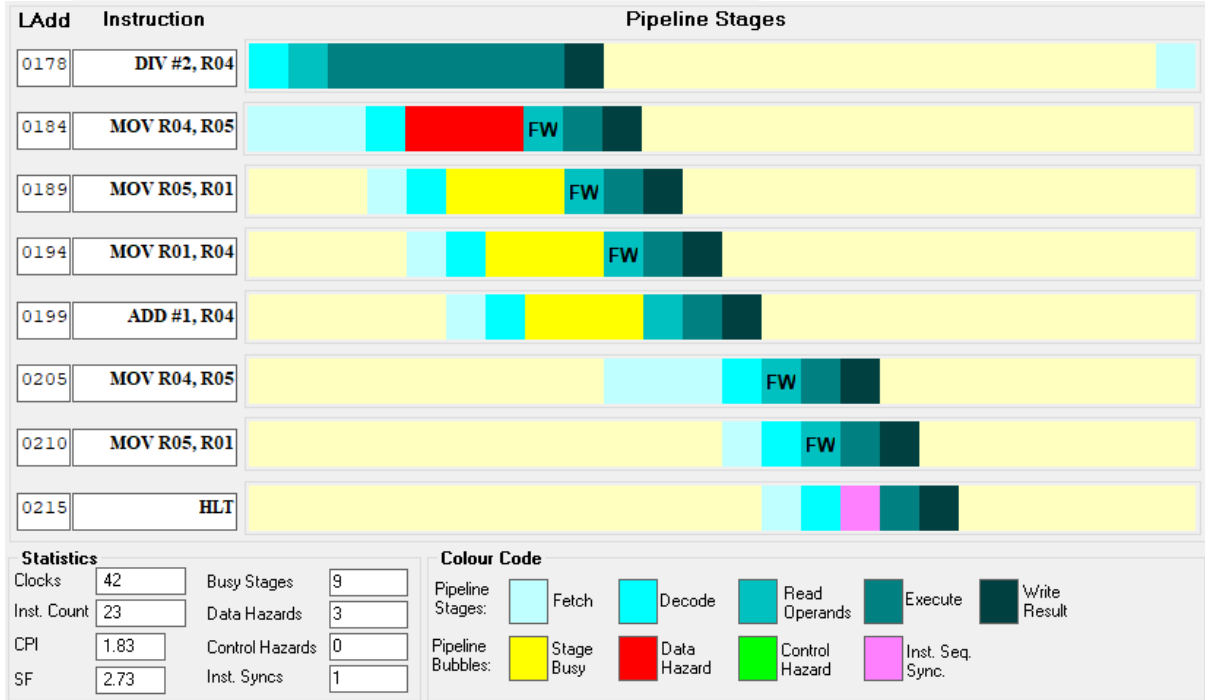 LAdd Instruction Pipeline Stages
0178 DIV #2, R04
0184 MOV R04, R05 FW
0189 MOV R05, R01 FW
0194 MOV R01, R04 FW
0199 ADD #1, R04
0205 MOV R04, R05 FW
0210 MOV R05, R01 FW
0215 HLT
Statistics
Clocks 42 Busy Stages 9
Inst. Count 23 Data Hazards 3
CPI 1.83 Control Hazards 0
SF 2.73 Inst. Syncs 1
Colour Code
Pipeline Stages: Fetch Decode Read Operands Execute Write Result
Pipeline Bubbles: Stage Busy Data Hazard Control Hazard Inst. Seq. Sync.